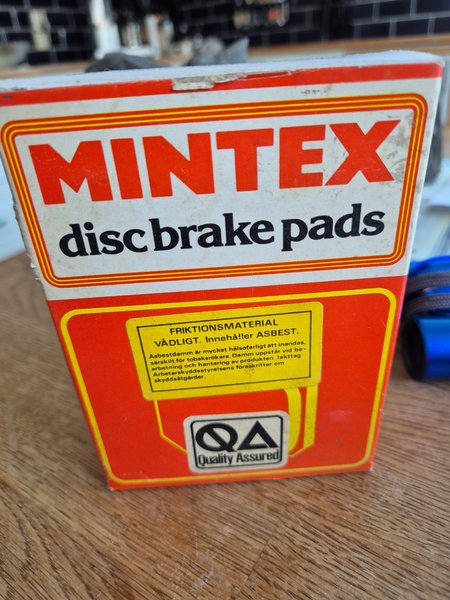 MINTEX
disc brake pads
FRIKTIONSMATERIAL
VÅDLIGT. Innehåller ASBEST.
Asbestdamm är mycket hälsofarligt att inandas,
särskilt för tobaksrökare. Damm uppstår vid be-
arbetning och hantering av produkten. Iakttag
Arbetarskyddsstyrelsens föreskrifter om
skyddsåtgärder.
QA
Quality Assured